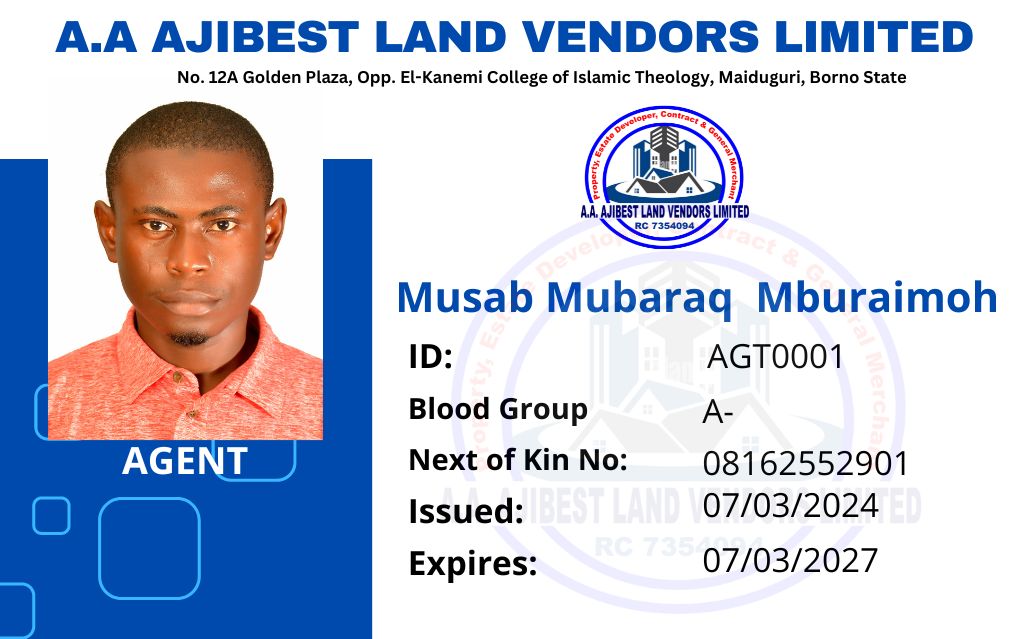 A.A AJIBEST LAND VENDORS LIMITED
No. 12A Golden Plaza, Opp. El-Kanemi College of Islamic Theology, Maiduguri, Borno State
Property, Estate Developer, Contract & General Merchant
A.A. AJIBEST LAND VENDORS LIMITED
RC 7354094
Musab Mubaraq Mburaimoh
ID: AGT0001
Blood Group A-
Next of Kin No: 08162552901
Issued: 07/03/2024
Expires: 07/03/2027
AGENT
Property, Estate Developer, Contract & General Merchant
A.A. AJIBEST LAND VENDORS LIMITED
RC 7354094